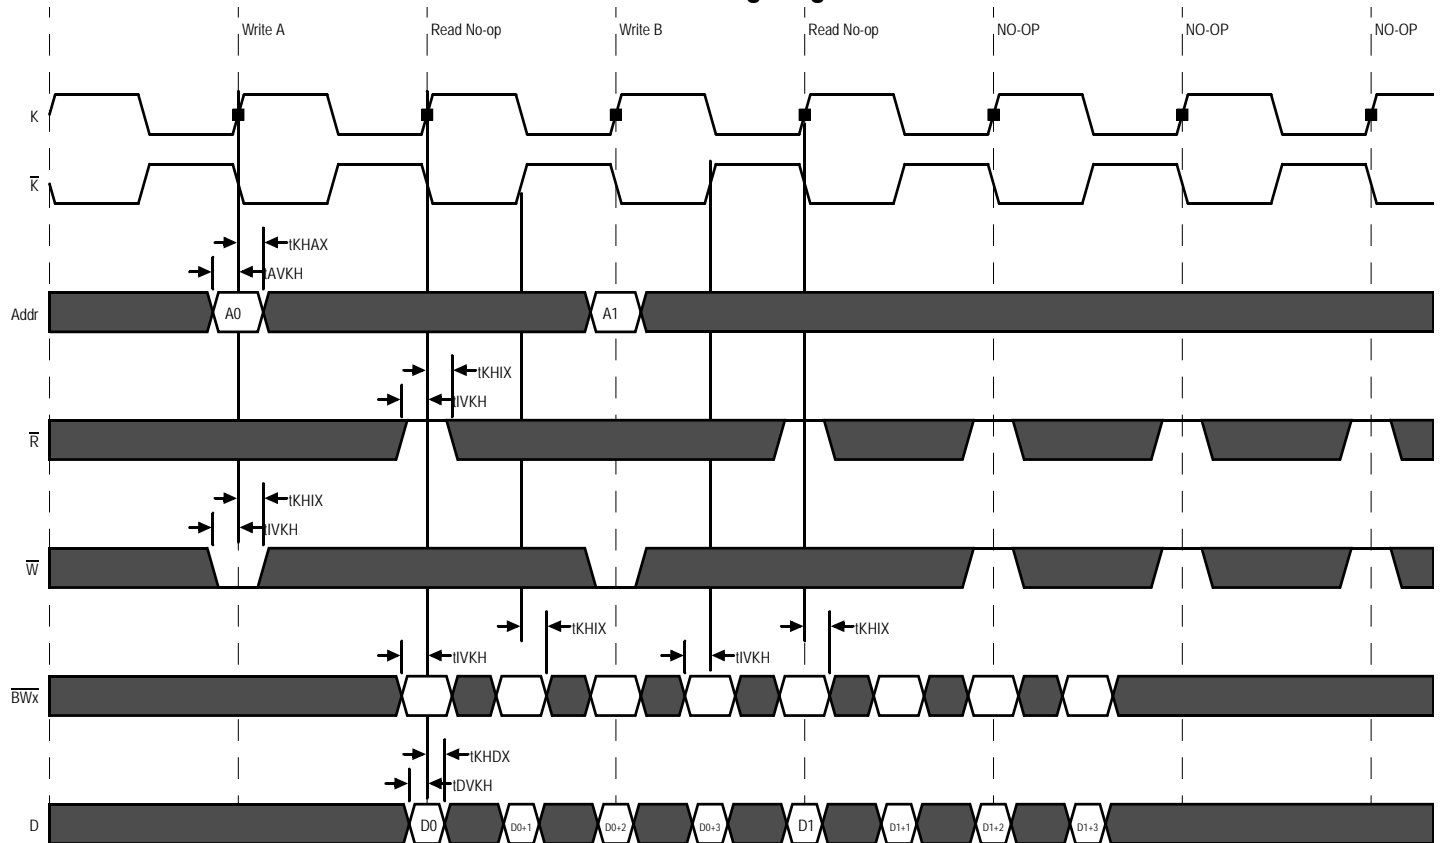 Write A Read No-op Write B Read No-op NO-OP NO-OP NO-OP
K
K
tKHAX
tAVKH
Addr A0 A1
tKHIX
tIVKH
R
tKHIX
tIVKH
W
tKHIX tKHIX
tIVKH tIVKH
BWx
tKHDX
tDVKH
D D0 D0+1 D0+2 D0+3 D1 D1+1 D1+2 D1+3